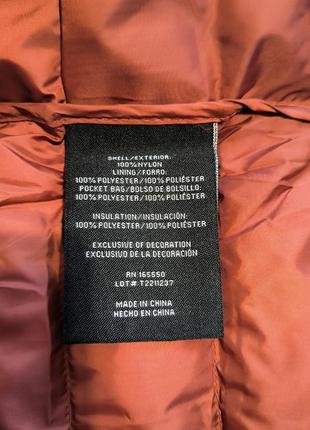 SHELL/EXTERIOR:
100% NYLON
LINING/FORRO:
100% POLYESTER/100% POLIÉSTER
POCKET BAG/BOLSO DE BOLSILLO:
100% POLYESTER/100% POLIÉSTER
INSULATION/INSULATION:
100% POLYESTER/100% POLIÉSTER
EXCLUSIVE OF DECORATION
EXCLUSIVO DE LA DECORACIÓN
RN 165550
LOT# T2211237
MADE IN CHINA
HECHO EN CHINA